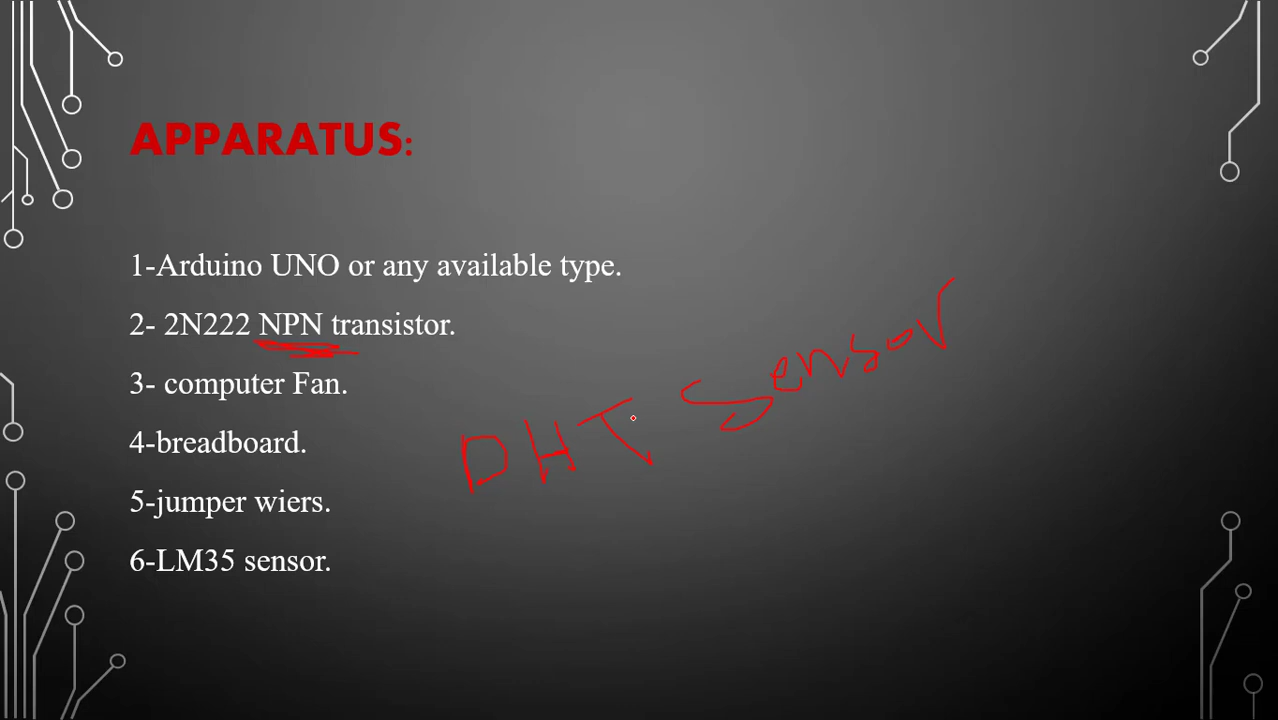 APPARATUS:
1-Arduino UNO or any available type.
2- 2N222 NPN transistor.
3- computer Fan.
DHT Sensor
4-breadboard.
5-jumper wiers.
6-LM35 sensor.